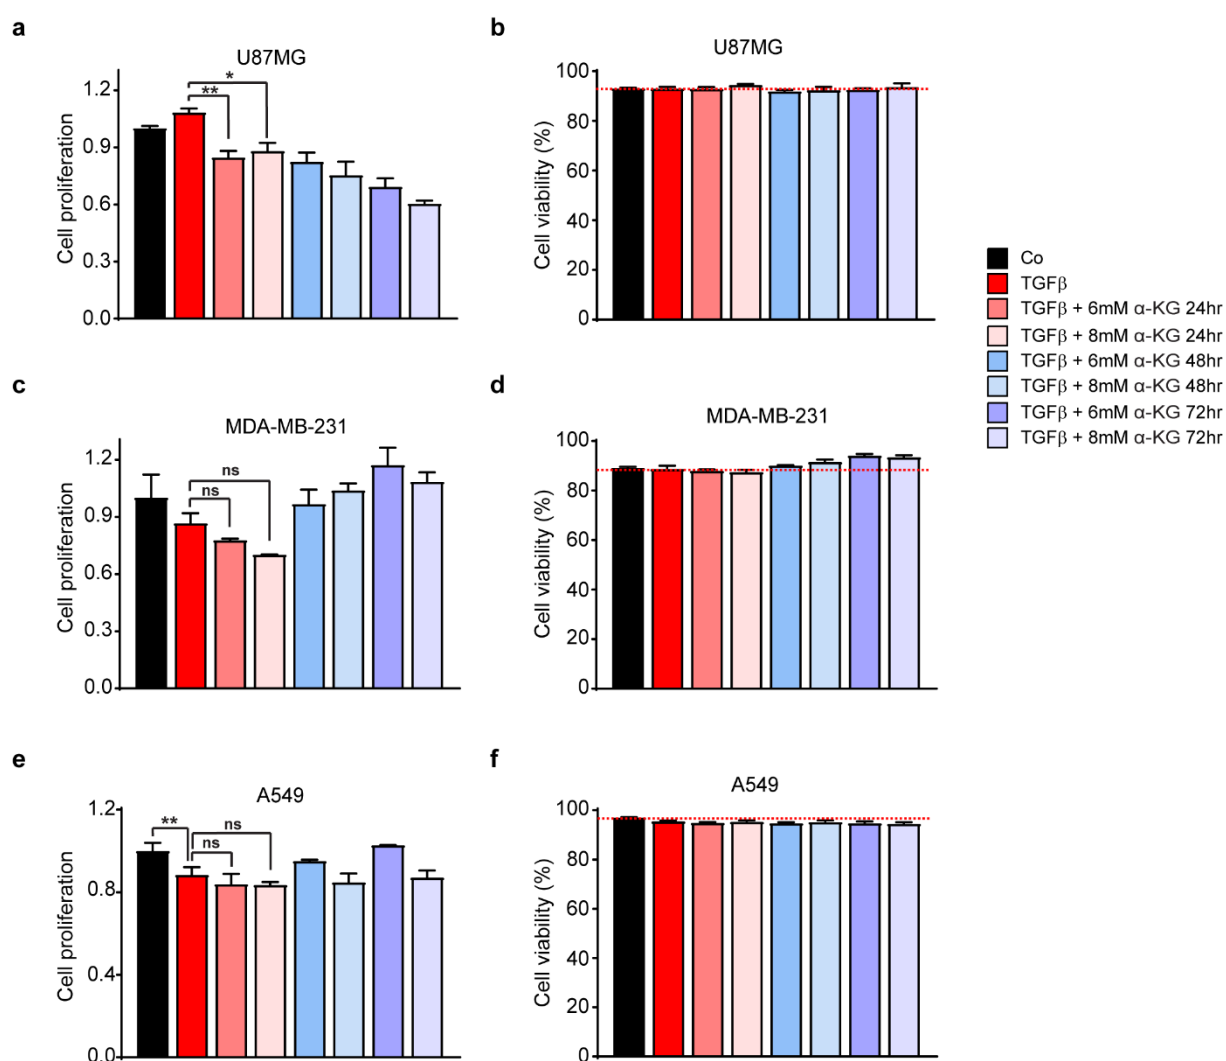 a
U87MG
Cell proliferation
1.2
0.9
0.6
0.3
0.0
*
**
b
U87MG
Cell viability (%)
100
80
60
40
20
0
Co
TGFβ
TGFβ + 6mM α-KG 24hr
TGFβ + 8mM α-KG 24hr
TGFβ + 6mM α-KG 48hr
TGFβ + 8mM α-KG 48hr
TGFβ + 6mM α-KG 72hr
TGFβ + 8mM α-KG 72hr
c
MDA-MB-231
Cell proliferation
1.2
0.9
0.6
0.3
0.0
ns
ns
d
MDA-MB-231
Cell viability (%)
100
80
60
40
20
0
e
A549
Cell proliferation
1.2
0.8
0.4
0.0
**
ns
ns
f
A549
Cell viability (%)
100
80
60
40
20
0